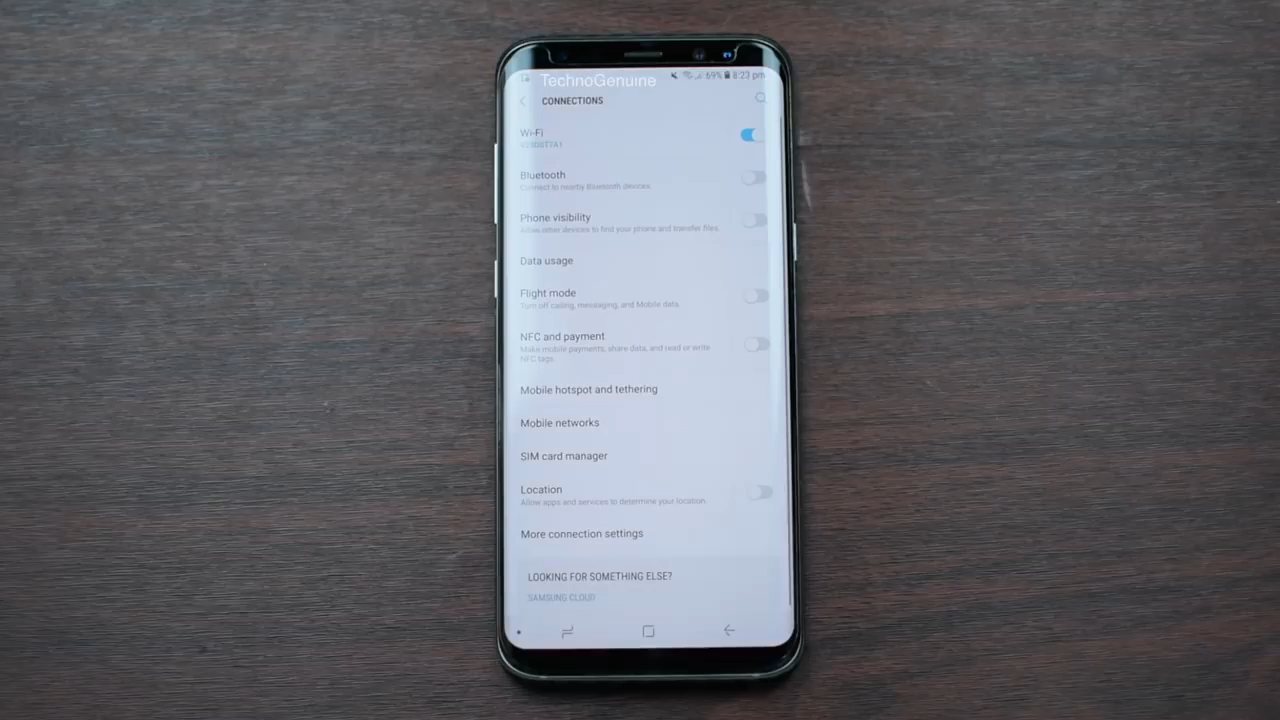 TechnoGenuine
69% 8:23 pm
CONNECTIONS
Wi-Fi
Bluetooth
Connect to nearby Bluetooth devices.
Phone visibility
Allow other devices to find your phone and transfer files.
Data usage
Flight mode
Turn off calling, messaging, and Mobile data.
NFC and payment
Make mobile payments, share data, and read or write
NFC tags.
Mobile hotspot and tethering
Mobile networks
SIM card manager
Location
Allow apps and services to determine your location.
More connection settings
LOOKING FOR SOMETHING ELSE?
SAMSUNG CLOUD